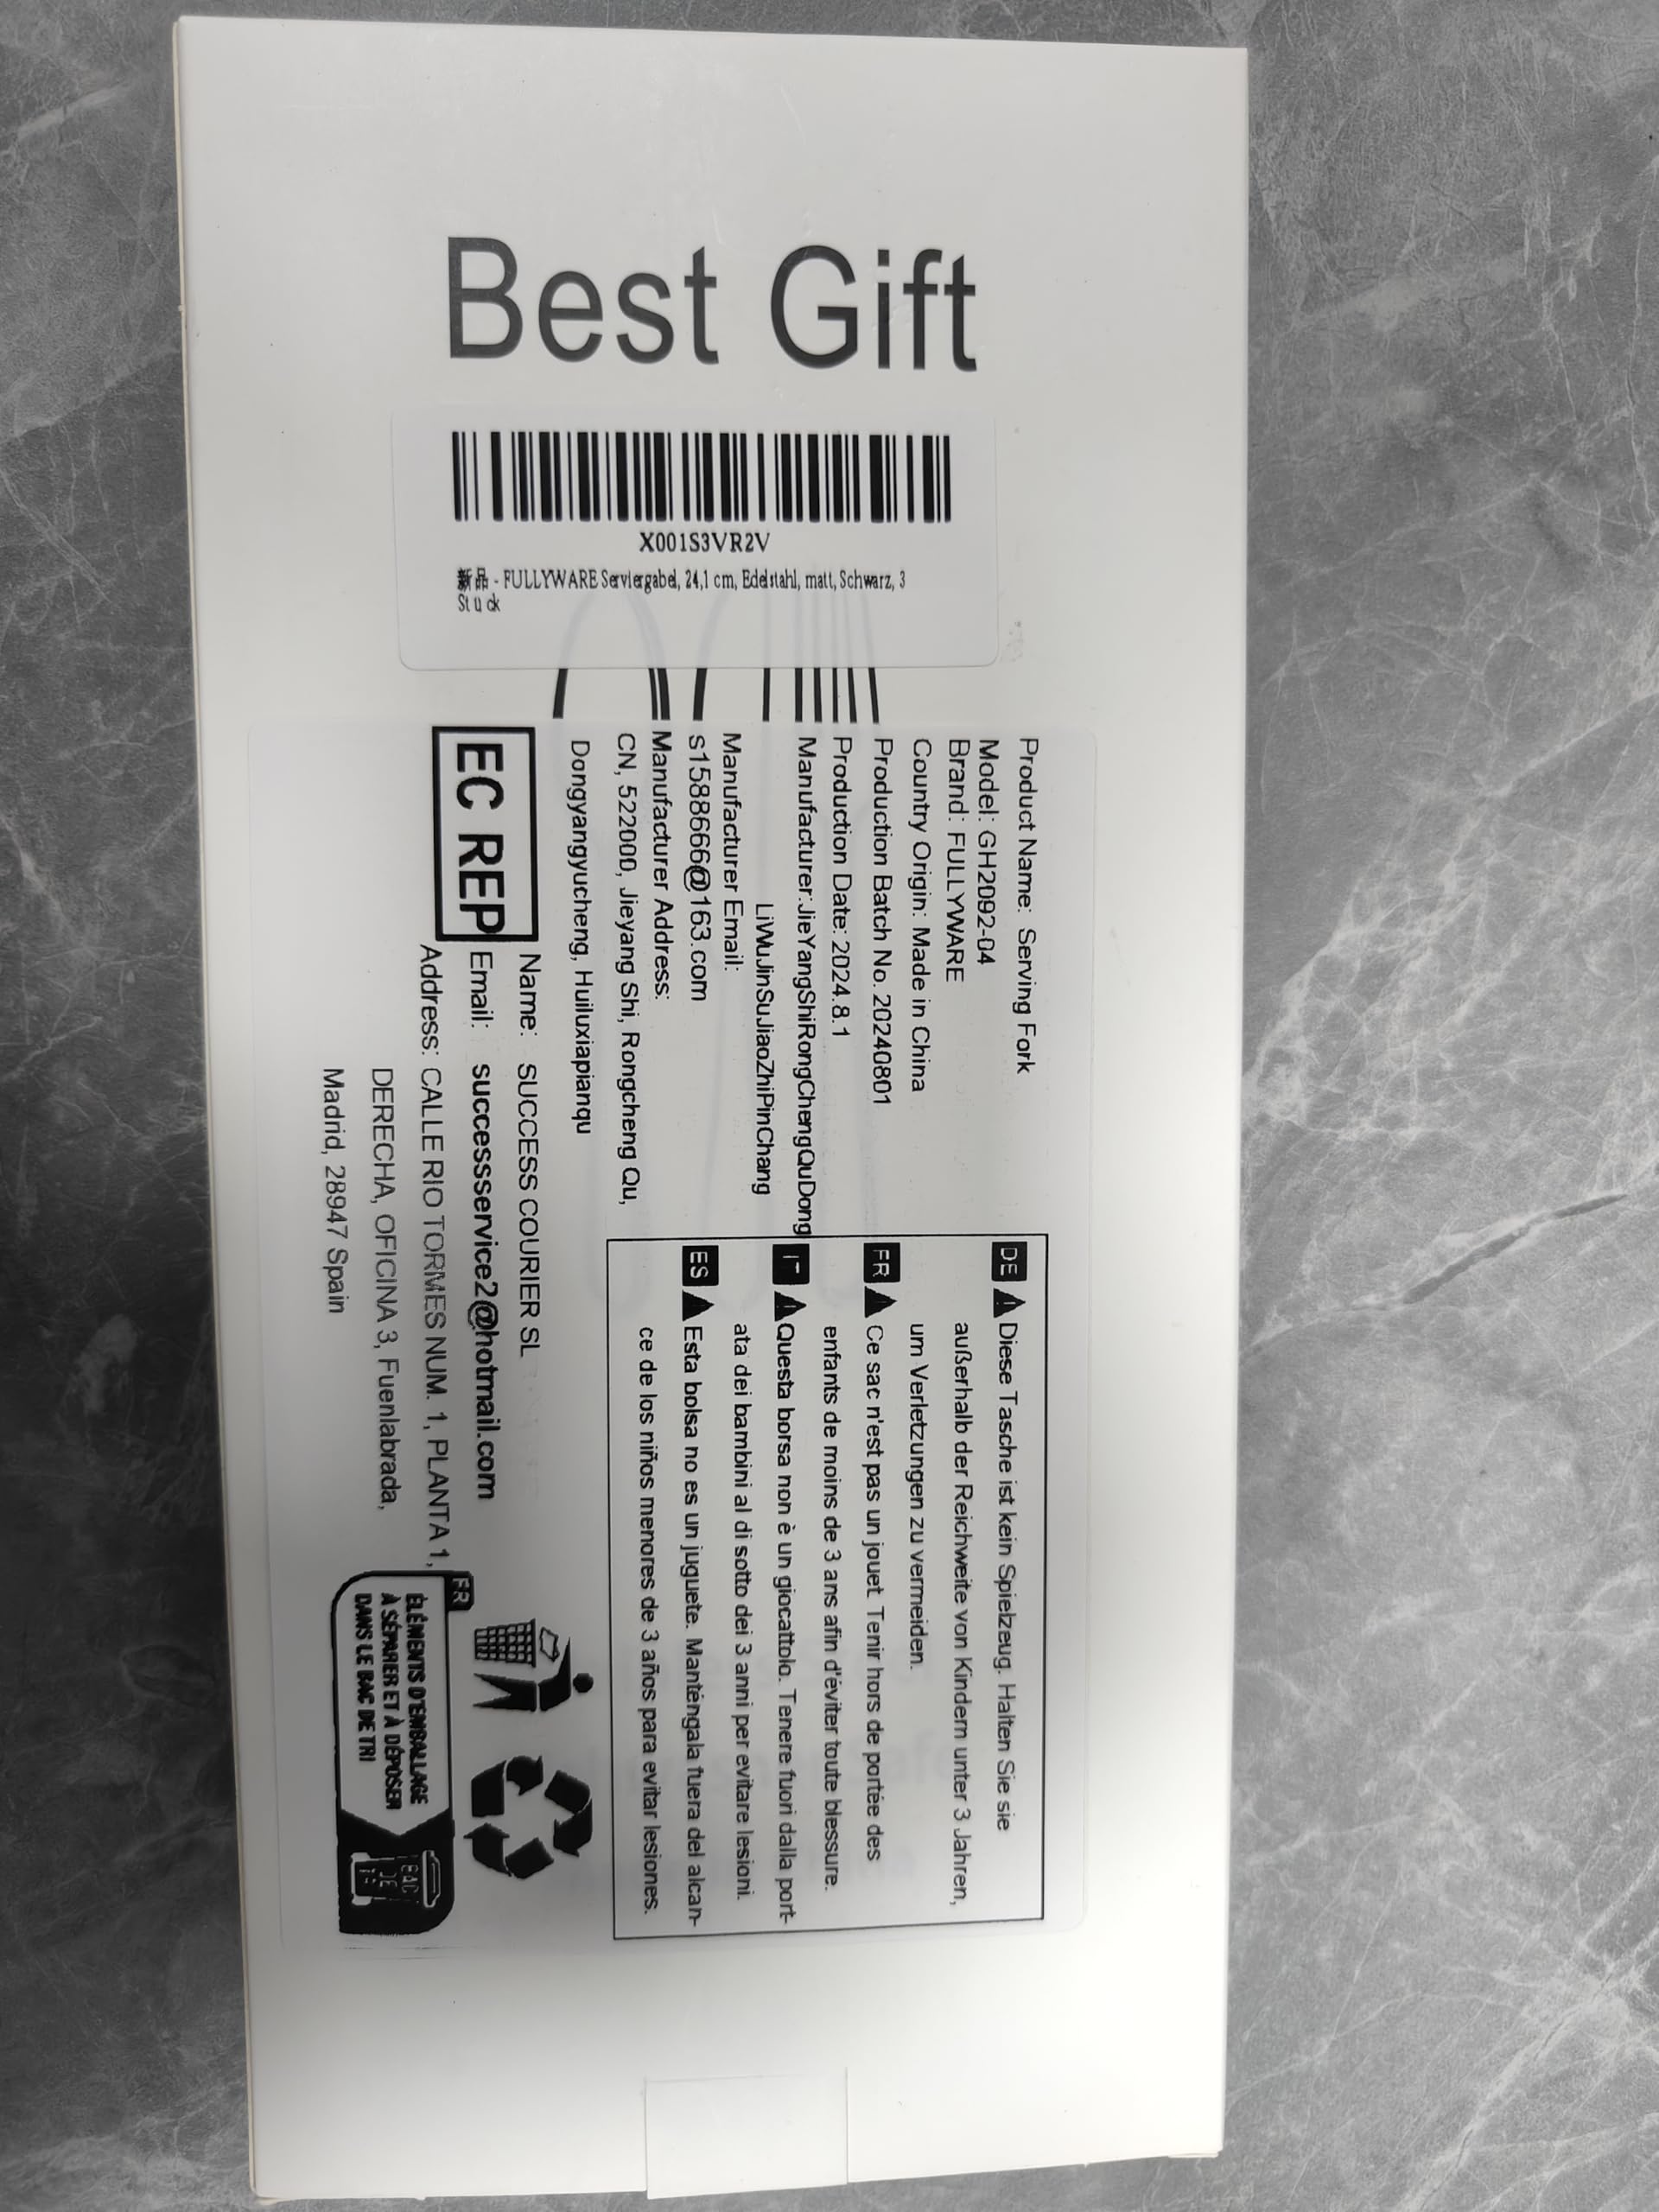 Best Gift
X001S3VR2V
新品 - FULLYWARE Serviergabel, 24,1 cm, Edelstahl, matt, Schwarz, 3
Stück
Product Name: Serving Fork
Model: GH2092-04
Brand: FULLYWARE
Country Origin: Made in China
Production Batch No. 20240801
Production Date: 2024.8.1
Manufacturer:JieYangShiRongChengQuDong
LiWuJinSuJiaoZhiPinChang
Manufacturer Email:
s15886666@163.com
Manufacturer Address:
CN, 522000, Jieyang Shi, Rongcheng Qu,
Dongyangyucheng, Huiluxiapianqu
EC REP
Name: SUCCESS COURIER SL
Email: successservice2@hotmail.com
Address: CALLE RIO TORMES NUM. 1, PLANTA 1,
DERECHA, OFICINA 3, Fuenlabrada,
Madrid, 28947 Spain
DE Diese Tasche ist kein Spielzeug. Halten Sie sie
außerhalb der Reichweite von Kindern unter 3 Jahren,
um Verletzungen zu vermeiden.
FR Ce sac n'est pas un jouet. Tenir hors de portée des
enfants de moins de 3 ans afin d'éviter toute blessure.
IT Questa borsa non è un giocattolo. Tenere fuori dalla port-
ata dei bambini al di sotto dei 3 anni per evitare lesioni.
ES Esta bolsa no es un juguete. Manténgala fuera del alcan-
ce de los niños menores de 3 años para evitar lesiones.
FR
ÉLÉMENTS D'EMBALLAGE
À SÉPARER ET À DÉPOSER
DANS LE BAC DE TRI
BAC
DE